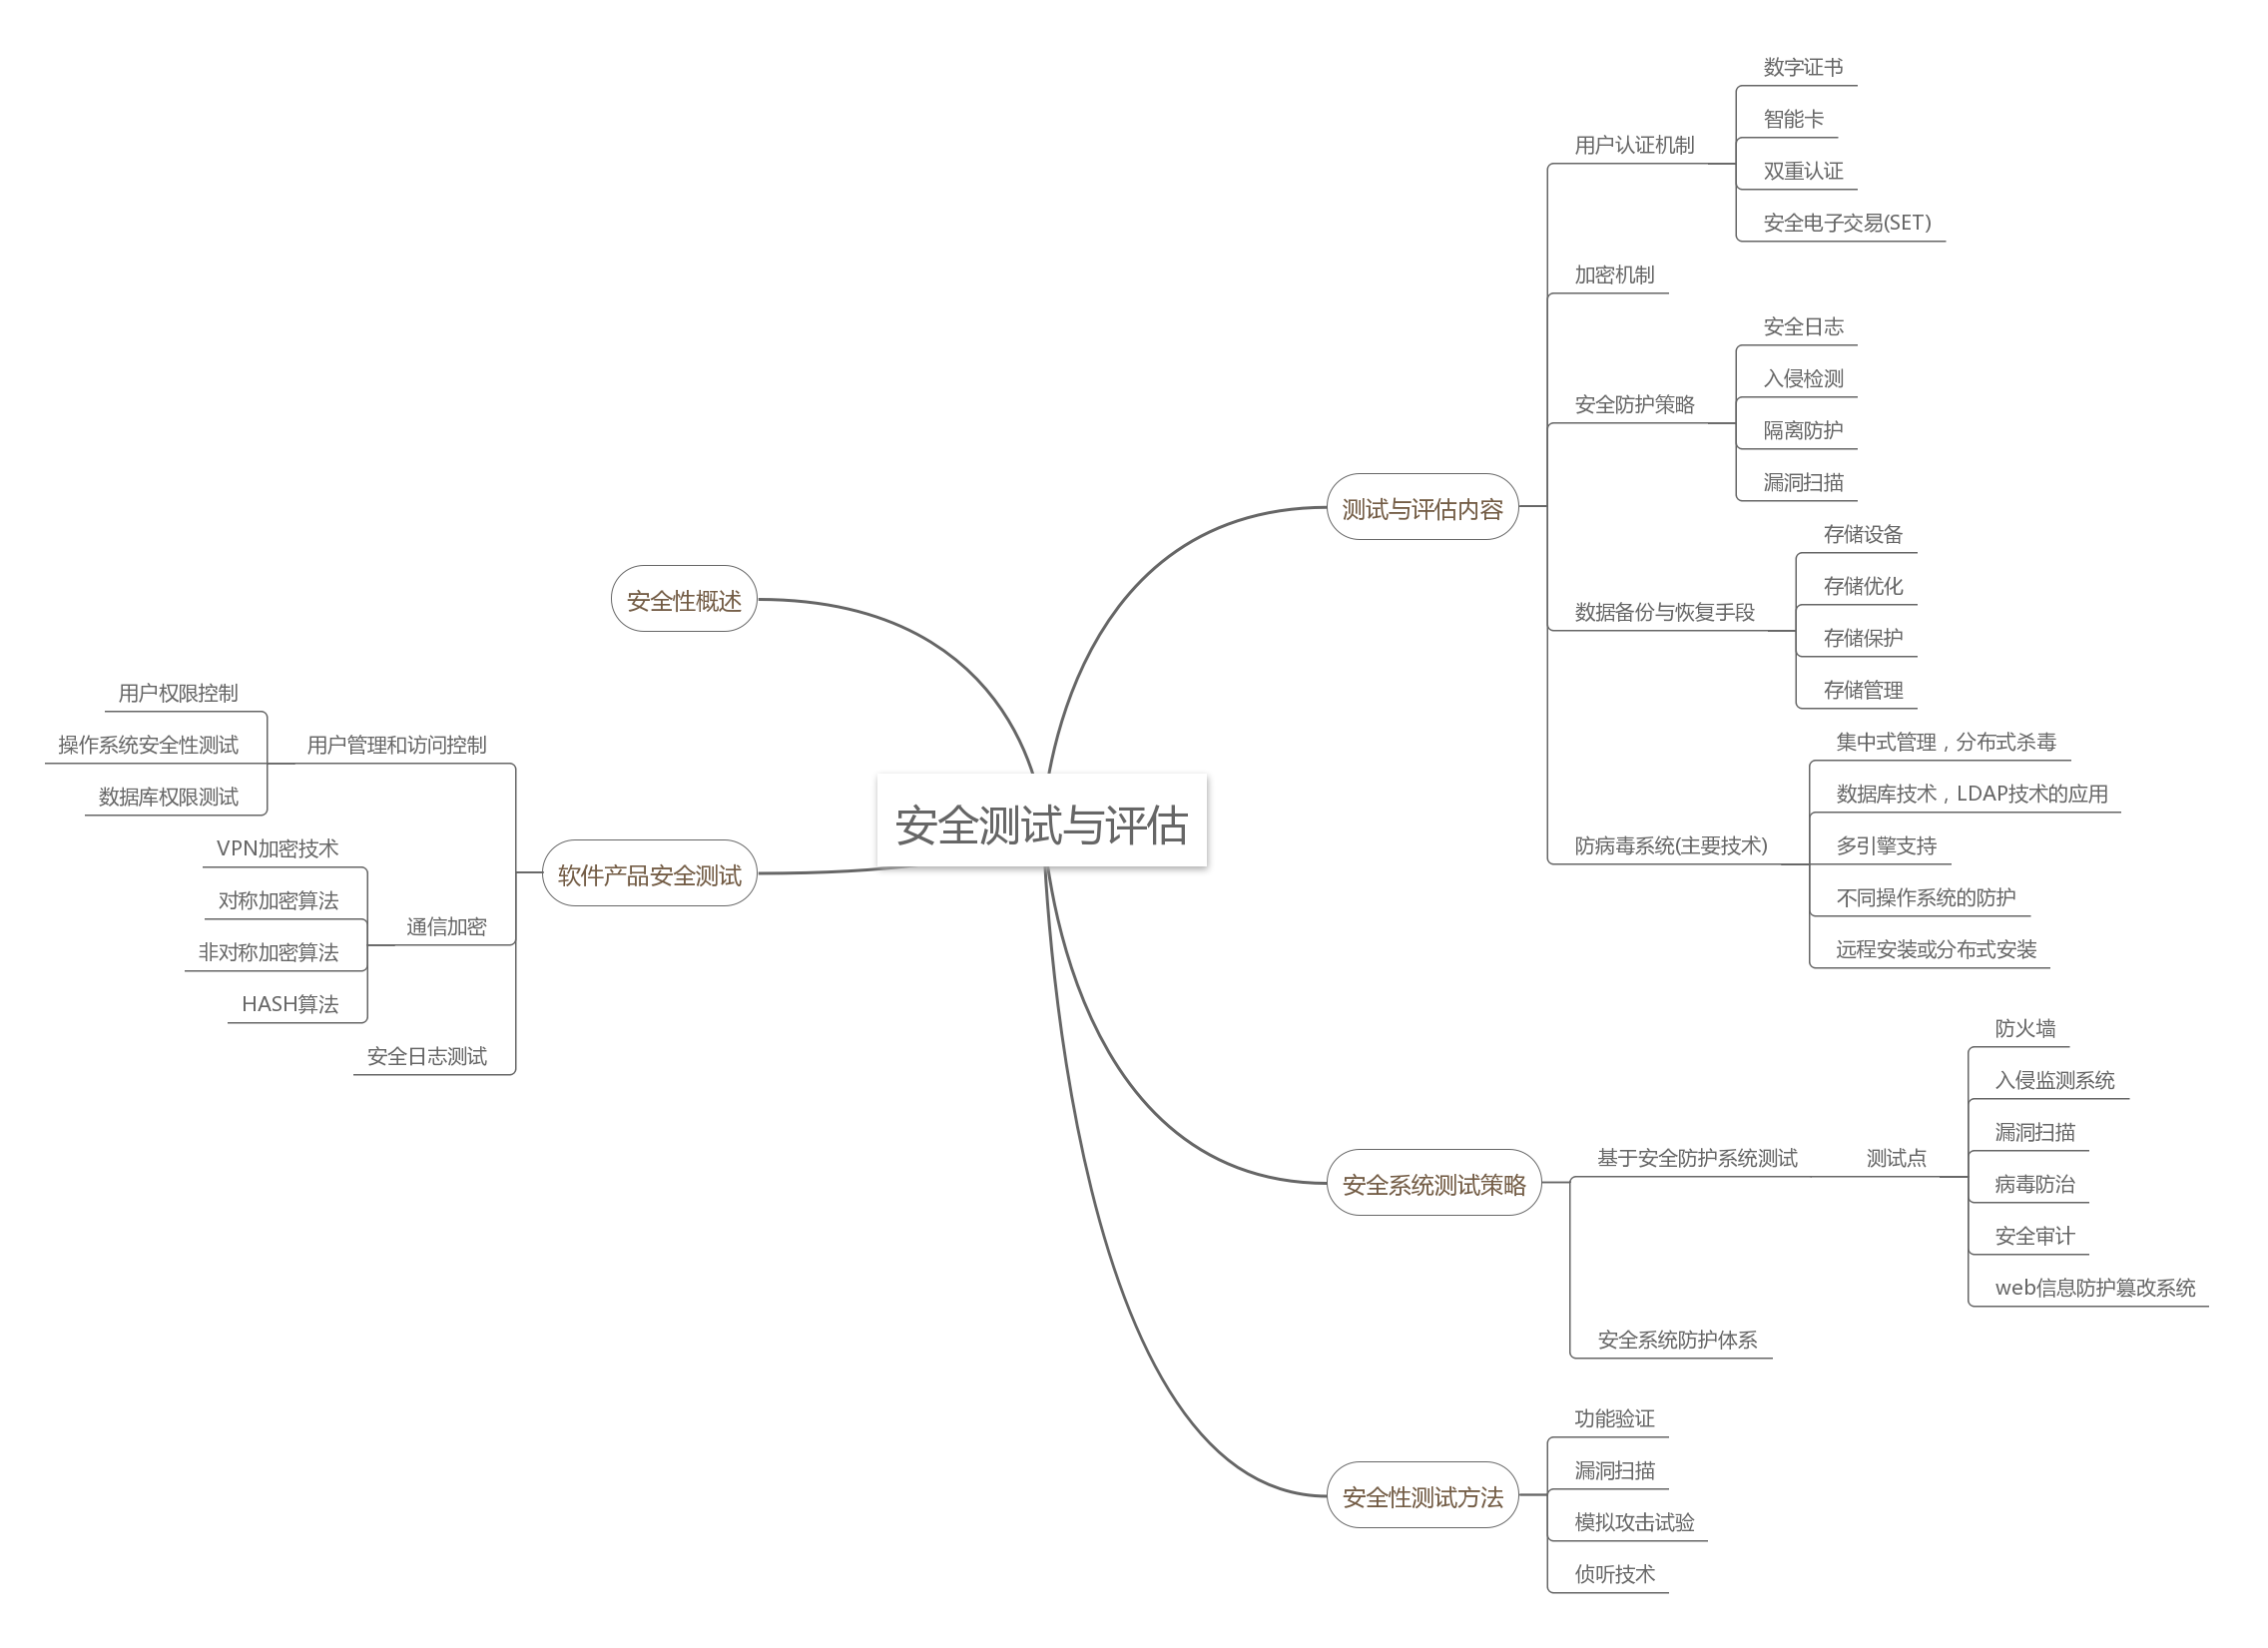 安全测试与评估
测试与评估内容
用户认证机制
数字证书
智能卡
双重认证
安全电子交易(SET)
加密机制
安全防护策略
安全日志
入侵检测
隔离防护
漏洞扫描
数据备份与恢复手段
存储设备
存储优化
存储保护
存储管理
防病毒系统(主要技术)
集中式管理，分布式杀毒
数据库技术，LDAP技术的应用
多引擎支持
不同操作系统的防护
远程安装或分布式安装
安全系统测试策略
基于安全防护系统测试
测试点
防火墙
入侵监测系统
漏洞扫描
病毒防治
安全审计
web信息防护篡改系统
安全系统防护体系
安全性测试方法
功能验证
漏洞扫描
模拟攻击试验
侦听技术
安全性概述
软件产品安全测试
用户管理和访问控制
用户权限控制
操作系统安全性测试
数据库权限测试
通信加密
VPN加密技术
对称加密算法
非对称加密算法
HASH算法
安全日志测试